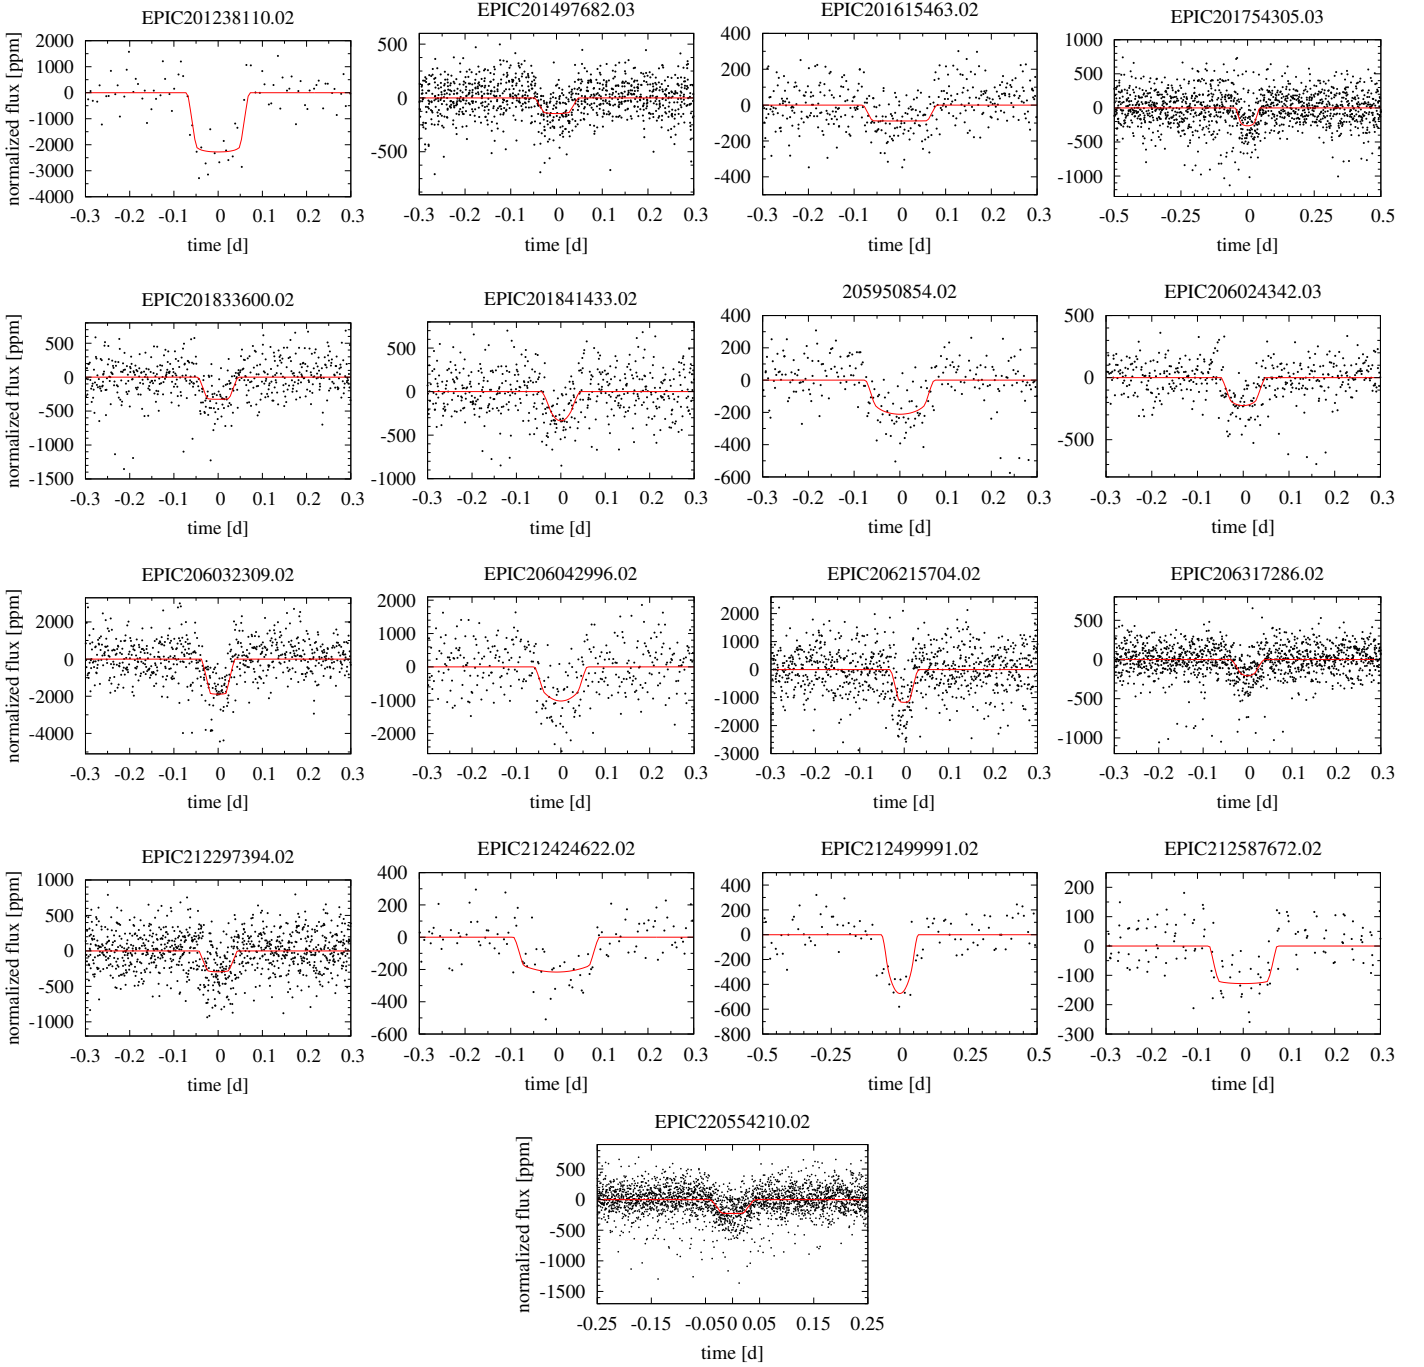 EPIC201238110.02
EPIC201497682.03
EPIC201615463.02
EPIC201754305.03
normalized flux [ppm]
2000
1000
0
-1000
-2000
-3000
-4000
-0.3 -0.2 -0.1 0 0.1 0.2 0.3
time [d]
500
0
-500
-0.3 -0.2 -0.1 0 0.1 0.2 0.3
time [d]
400
200
0
-200
-400
-0.3 -0.2 -0.1 0 0.1 0.2 0.3
time [d]
1000
500
0
-500
-1000
-0.5 -0.25 0 0.25 0.5
time [d]
EPIC201833600.02
EPIC201841433.02
205950854.02
EPIC206024342.03
normalized flux [ppm]
500
0
-500
-1000
-1500
-0.3 -0.2 -0.1 0 0.1 0.2 0.3
time [d]
500
0
-500
-1000
-0.3 -0.2 -0.1 0 0.1 0.2 0.3
time [d]
400
200
0
-200
-400
-600
-0.3 -0.2 -0.1 0 0.1 0.2 0.3
time [d]
500
0
-500
-0.3 -0.2 -0.1 0 0.1 0.2 0.3
time [d]
EPIC206032309.02
EPIC206042996.02
EPIC206215704.02
EPIC206317286.02
normalized flux [ppm]
2000
0
-2000
-4000
-0.3 -0.2 -0.1 0 0.1 0.2 0.3
time [d]
2000
1000
0
-1000
-2000
-0.3 -0.2 -0.1 0 0.1 0.2 0.3
time [d]
2000
1000
0
-1000
-2000
-3000
-0.3 -0.2 -0.1 0 0.1 0.2 0.3
time [d]
500
0
-500
-1000
-0.3 -0.2 -0.1 0 0.1 0.2 0.3
time [d]
EPIC212297394.02
EPIC212424622.02
EPIC212499991.02
EPIC212587672.02
normalized flux [ppm]
1000
500
0
-500
-1000
-0.3 -0.2 -0.1 0 0.1 0.2 0.3
time [d]
400
200
0
-200
-400
-600
-0.3 -0.2 -0.1 0 0.1 0.2 0.3
time [d]
400
200
0
-200
-400
-600
-800
-0.5 -0.25 0 0.25 0.5
time [d]
200
100
0
-100
-200
-300
-0.3 -0.2 -0.1 0 0.1 0.2 0.3
time [d]
EPIC220554210.02
normalized flux [ppm]
500
0
-500
-1000
-1500
-0.25 -0.15 -0.05 0 0.05 0.15 0.25
time [d]